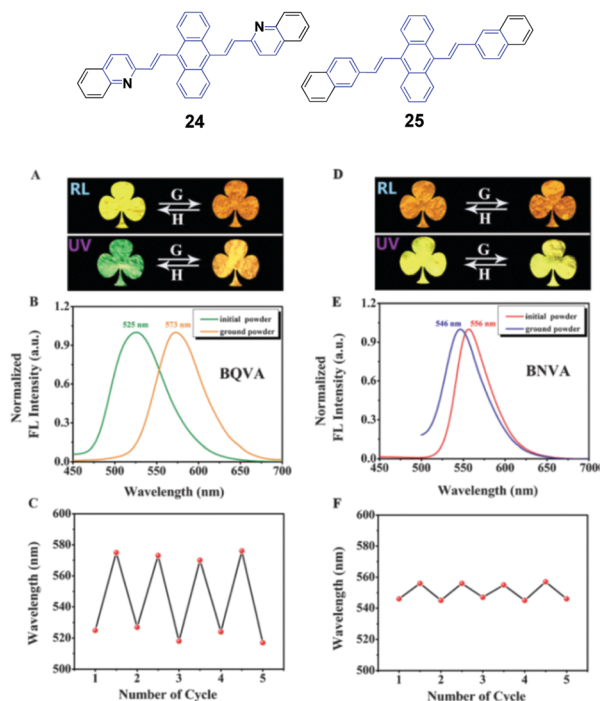 N
N
24
25
A
RL
G
H
UV
G
H
B
525 nm
573 nm
initial powder
ground powder
BQVA
Normalized
FL Intensity (a.u.)
1.2
0.9
0.6
0.3
0.0
450 500 550 600 650 700
Wavelength (nm)
C
Wavelength (nm)
600
580
560
540
520
500
1 2 3 4 5
Number of Cycle
D
RL
G
H
UV
G
H
E
546 nm
556 nm
initial powder
ground powder
BNVA
Normalized
FL Intensity (a.u.)
1.2
0.9
0.6
0.3
0.0
450 500 550 600 650 700
Wavelength (nm)
F
Wavelength (nm)
600
580
560
540
520
500
1 2 3 4 5
Number of Cycle